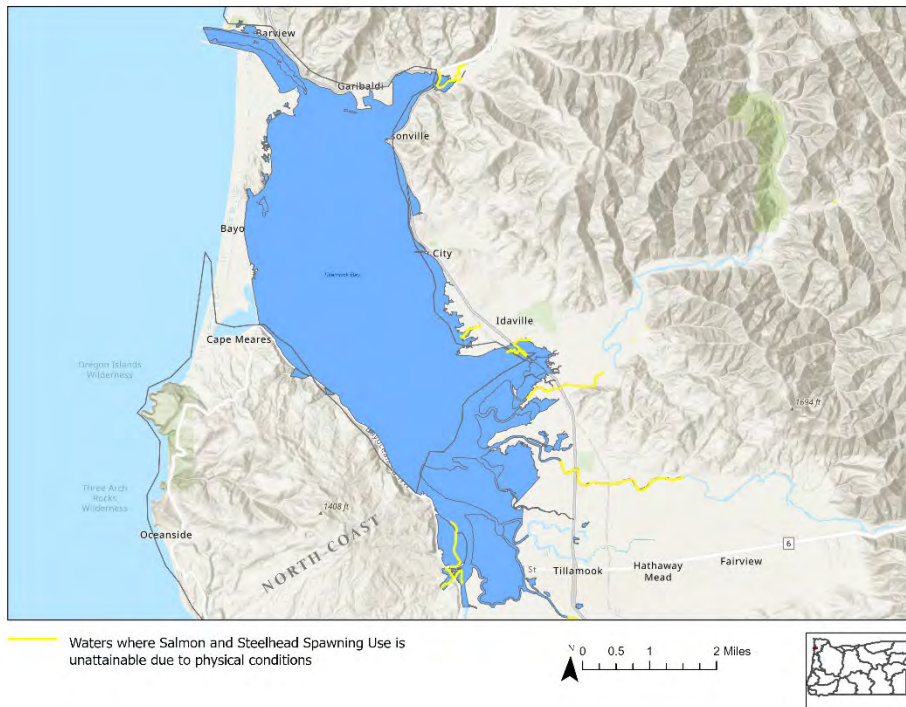 Barview
Garibaldi
sonville
Bayo
City
Tillamook Bay
Idaville
Cape Meares
Oregon Islands
Wilderness
1694 ft
Three Arch
Rocks
Wilderness
1408 ft
NORTH COAST
Oceanside
6
St
Tillamook
Hathaway
Mead
Fairview
Waters where Salmon and Steelhead Spawning Use is
unattainable due to physical conditions
N
0 0.5 1 2 Miles